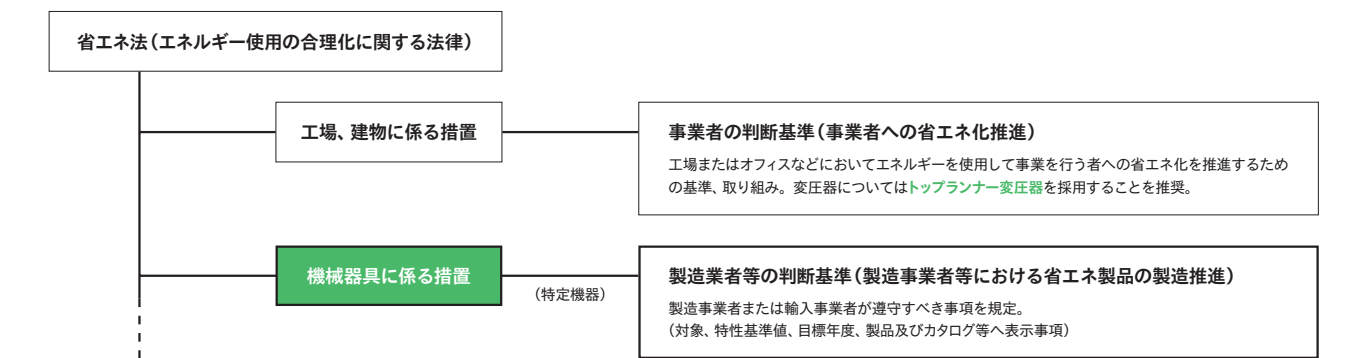 省エネ法（エネルギー使用の合理化に関する法律）
工場、建物に係る措置
事業者の判断基準（事業者への省エネ化推進）
工場またはオフィスなどにおいてエネルギーを使用して事業を行う者への省エネ化を推進するため
の基準、取り組み。変圧器についてはトップランナー変圧器を採用することを推奨。
機械器具に係る措置
（特定機器）
製造業者等の判断基準（製造事業者等における省エネ製品の製造推進）
製造事業者または輸入事業者が遵守すべき事項を規定。
（対象、特性基準値、目標年度、製品及びカタログ等へ表示事項）